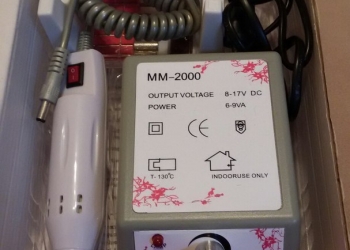 MM-2000
OUTPUT VOLTAGE 8-17V DC
POWER 6-9VA
CE
T-130°C INDOORUSE ONLY